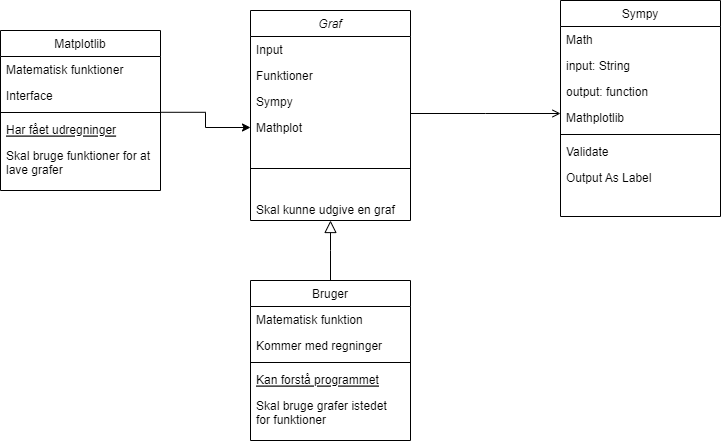 Matplotlib
Matematisk funktioner
Interface
Har fået udregninger
Skal bruge funktioner for at
lave grafer
Graf
Input
Funktioner
Sympy
Mathplot
Skal kunne udgive en graf
Sympy
Math
input: String
output: function
Mathplotlib
Validate
Output As Label
Bruger
Matematisk funktion
Kommer med regninger
Kan forstå programmet
Skal bruge grafer istedet
for funktioner